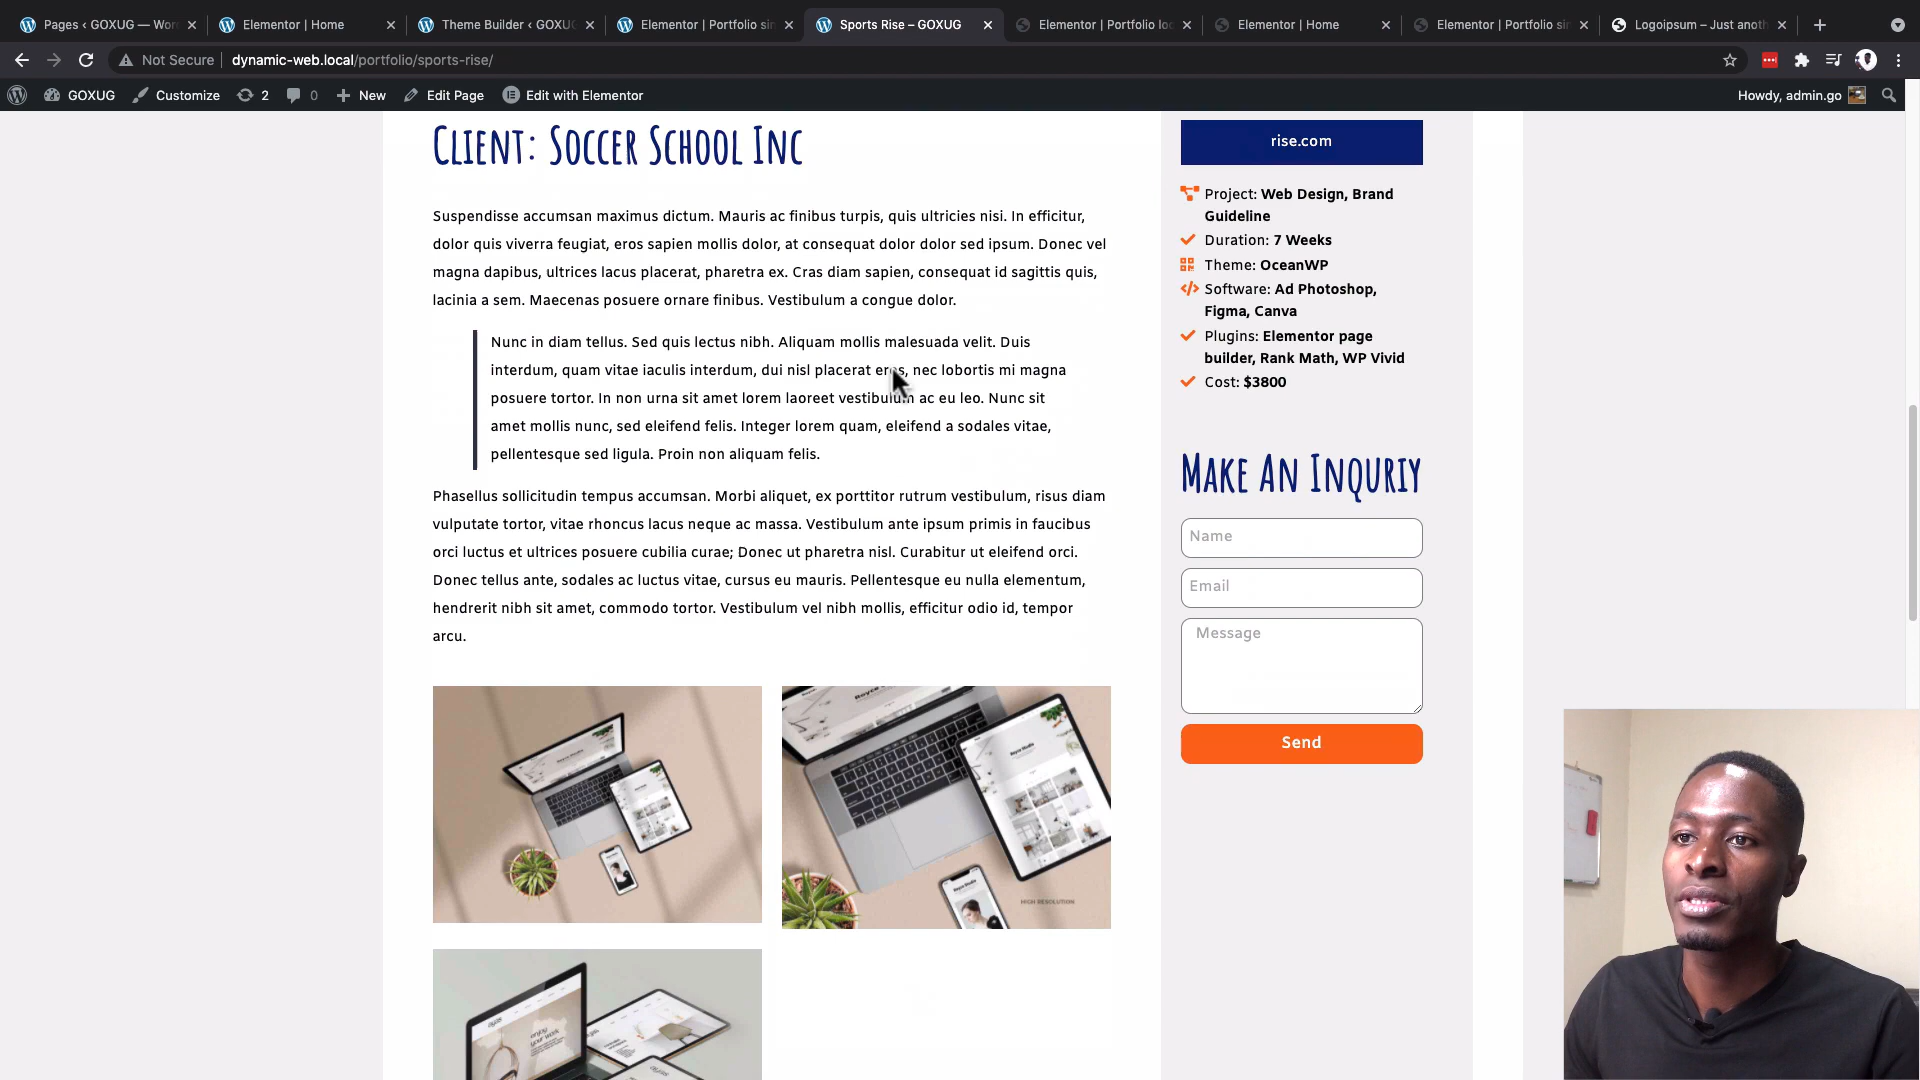 Pages ‹ GOXUG — Wor
Elementor | Home
Theme Builder ‹ GOXUG
Elementor | Portfolio sin
Sports Rise – GOXUG
Elementor | Portfolio loo
Elementor | Home
Elementor | Portfolio sin
Logoipsum – Just anoth
Not Secure
dynamic-web.local/portfolio/sports-rise/
GOXUG
Customize
2
0
New
Edit Page
Edit with Elementor
Howdy, admin.go
Client: Soccer School Inc
Suspendisse accumsan maximus dictum. Mauris ac finibus turpis, quis ultricies nisi. In efficitur,
dolor quis viverra feugiat, eros sapien mollis dolor, at consequat dolor dolor sed ipsum. Donec vel
magna dapibus, ultrices lacus placerat, pharetra ex. Cras diam sapien, consequat id sagittis quis,
lacinia a sem. Maecenas posuere ornare finibus. Vestibulum a congue dolor.
Nunc in diam tellus. Sed quis lectus nibh. Aliquam mollis malesuada velit. Duis
interdum, quam vitae iaculis interdum, dui nisl placerat eros, nec lobortis mi magna
posuere tortor. In non urna sit amet lorem laoreet vestibulum ac eu leo. Nunc sit
amet mollis nunc, sed eleifend felis. Integer lorem quam, eleifend a sodales vitae,
pellentesque sed ligula. Proin non aliquam felis.
Phasellus sollicitudin tempus accumsan. Morbi aliquet, ex porttitor rutrum vestibulum, risus diam
vulputate tortor, vitae rhoncus lacus neque ac massa. Vestibulum ante ipsum primis in faucibus
orci luctus et ultrices posuere cubilia curae; Donec ut pharetra nisl. Curabitur ut eleifend orci.
Donec tellus ante, sodales ac luctus vitae, cursus eu mauris. Pellentesque eu nulla elementum,
hendrerit nibh sit amet, commodo tortor. Vestibulum vel nibh mollis, efficitur odio id, tempor
arcu.
HIGH RESOLUTION
rise.com
Project: Web Design, Brand
Guideline
Duration: 7 Weeks
Theme: OceanWP
Software: Ad Photoshop,
Figma, Canva
Plugins: Elementor page
builder, Rank Math, WP Vivid
Cost: $3800
Make An Inquriy
Name
Email
Message
Send